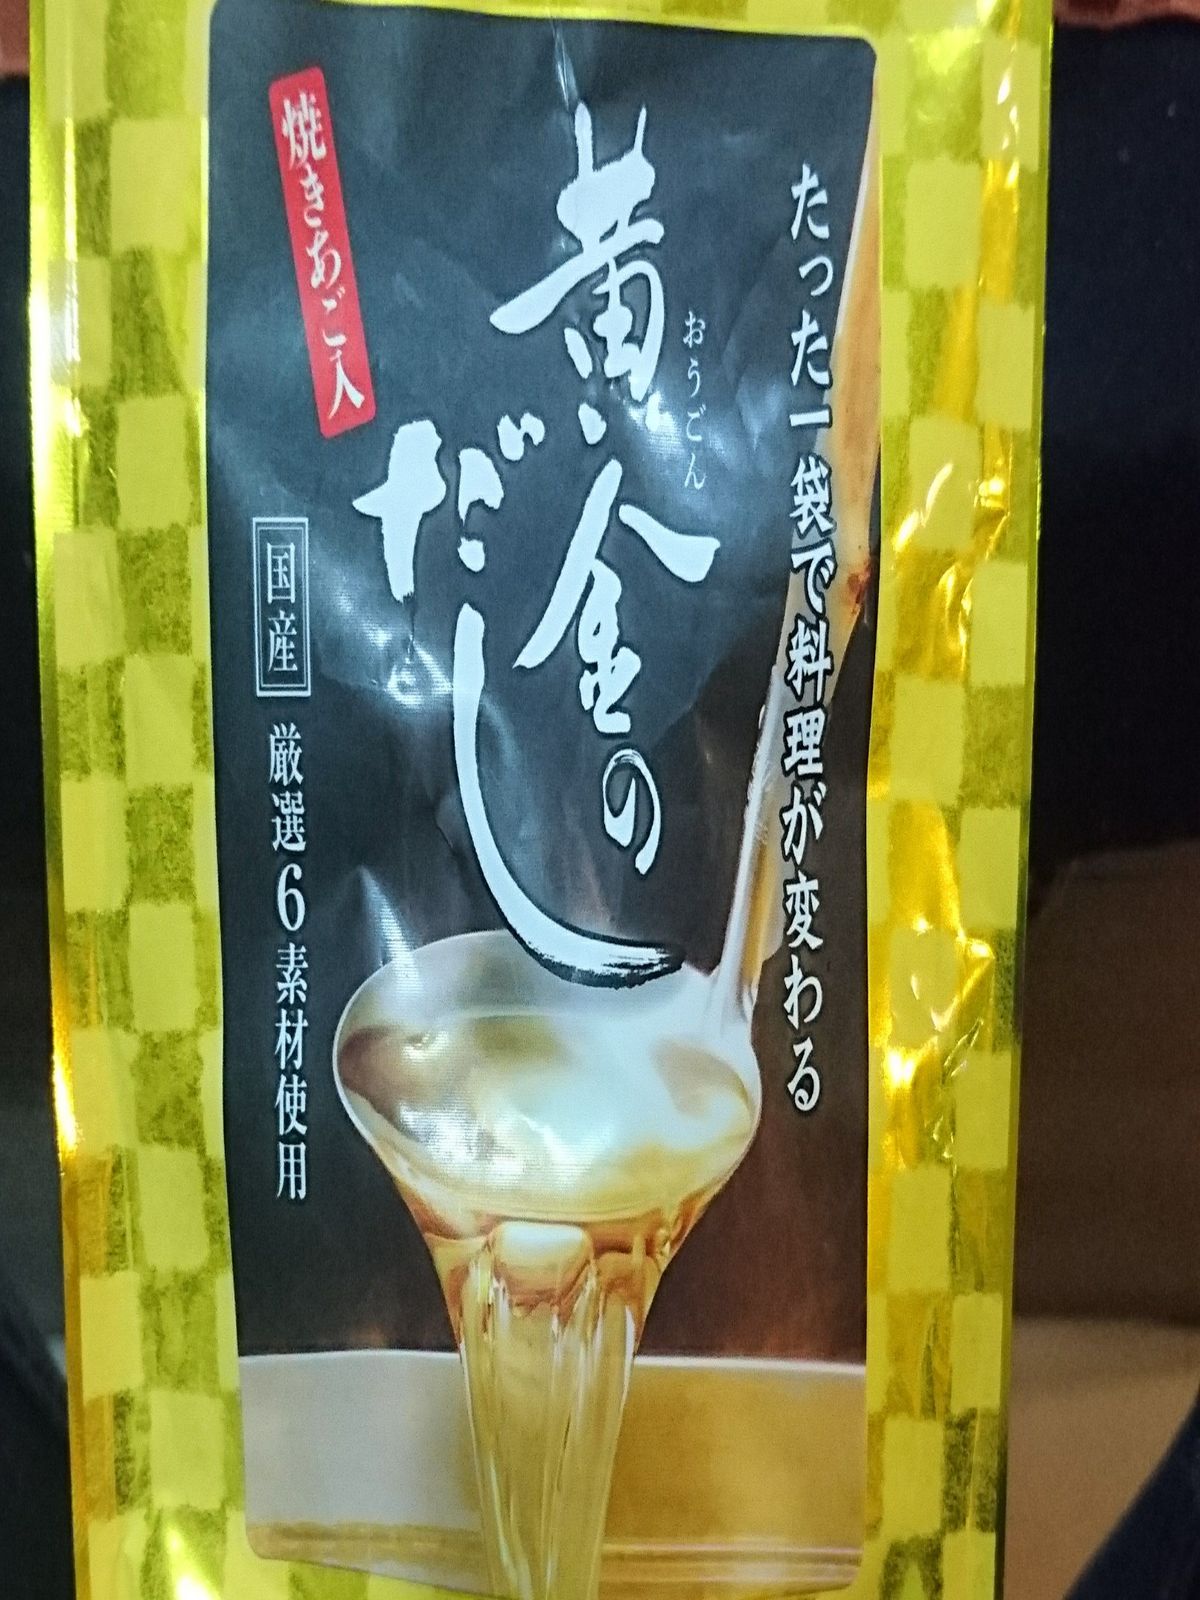 たった一袋で料理が変わる
おうごん
黄金の
だし
焼きあご入
国産
厳選6素材使用